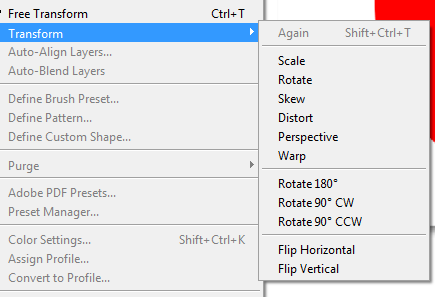 Free Transform Ctrl+T
Transform
Auto-Align Layers...
Auto-Blend Layers
Define Brush Preset...
Define Pattern...
Define Custom Shape...
Purge
Adobe PDF Presets...
Preset Manager...
Color Settings... Shift+Ctrl+K
Assign Profile...
Convert to Profile...
Again Shift+Ctrl+T
Scale
Rotate
Skew
Distort
Perspective
Warp
Rotate 180°
Rotate 90° CW
Rotate 90° CCW
Flip Horizontal
Flip Vertical